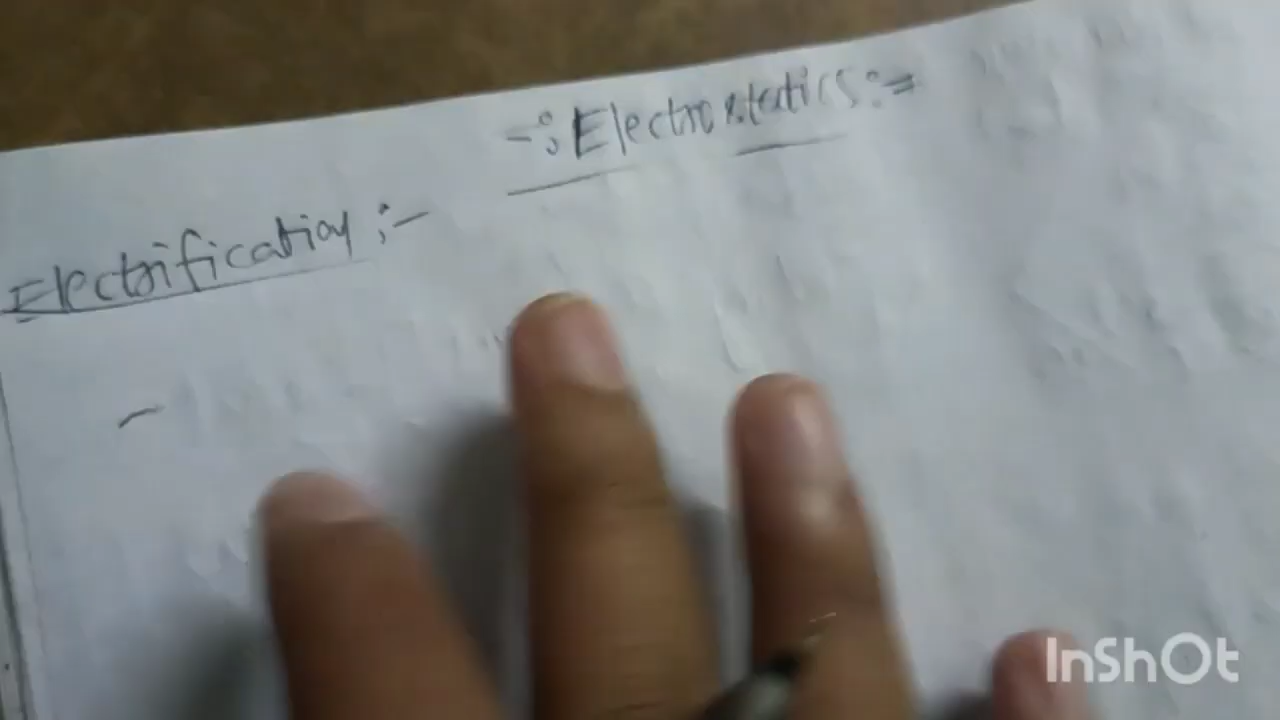 -: Electrostatics :-
Electrification :-
-
InShOt